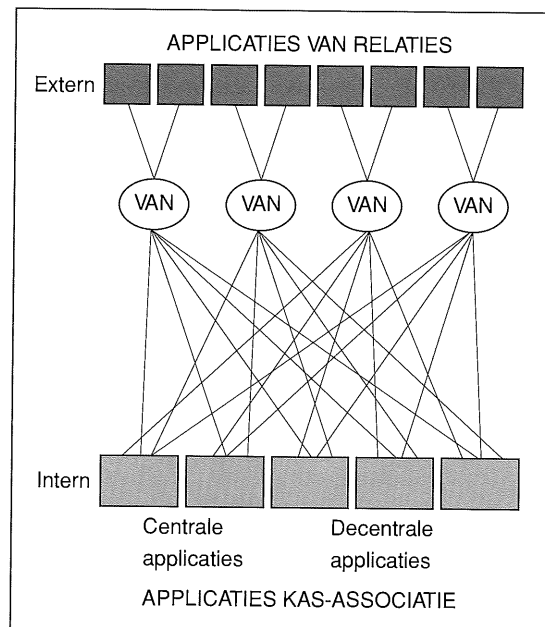 APPLICATIES VAN RELATIES
Extern
VAN VAN VAN VAN
Intern
Centrale applicaties
Decentrale applicaties
APPLICATIES KAS-ASSOCIATIE